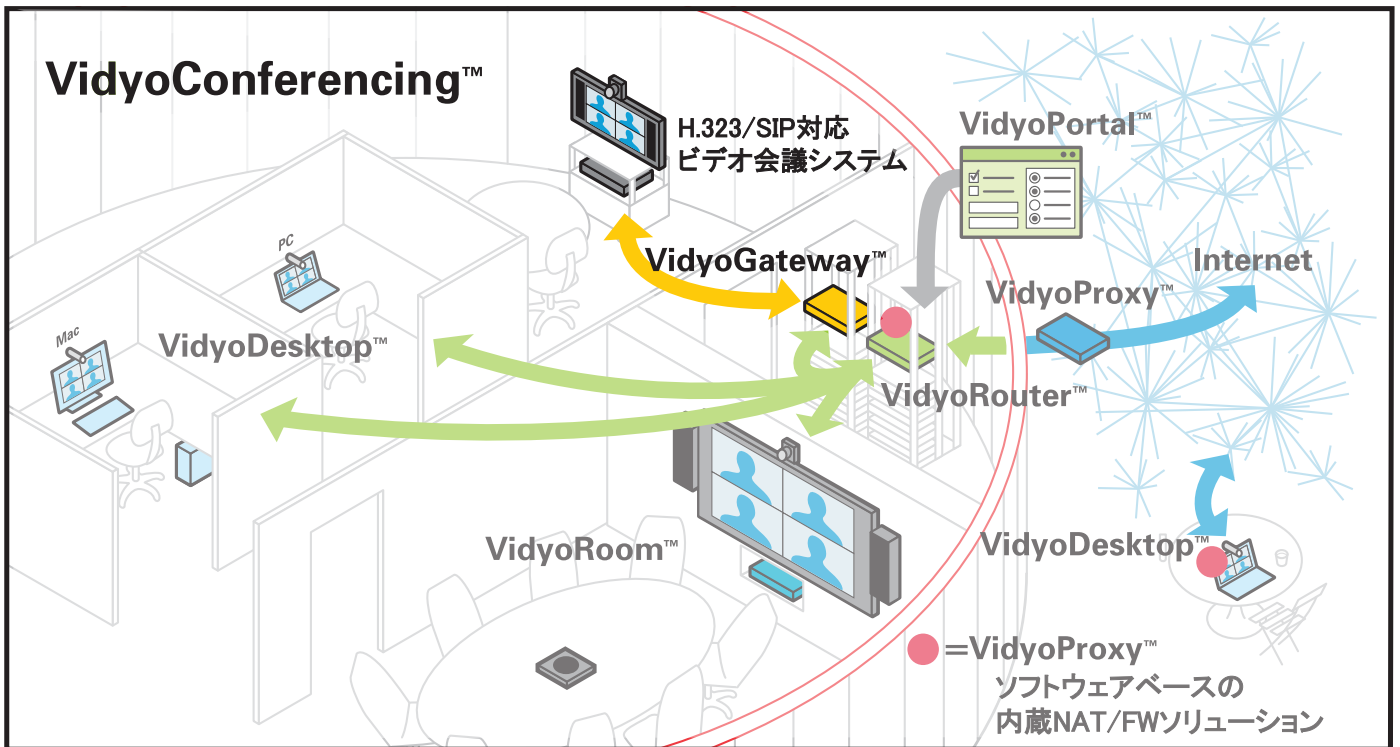 VidyoConferencing™
H.323/SIP対応
ビデオ会議システム
VidyoPortal™
PC
VidyoGateway™
Internet
VidyoProxy™
Mac
VidyoDesktop™
VidyoRouter™
VidyoRoom™
VidyoDesktop™
=VidyoProxy™
ソフトウェアベースの
内蔵NAT/FWソリューション